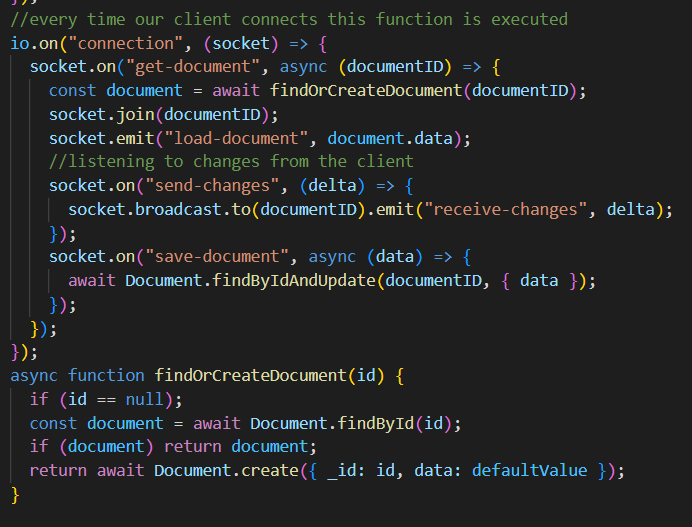 });
//every time our client connects this function is executed
io.on("connection", (socket) => {
  socket.on("get-document", async (documentID) => {
    const document = await findOrCreateDocument(documentID);
    socket.join(documentID);
    socket.emit("load-document", document.data);
    //listening to changes from the client
    socket.on("send-changes", (delta) => {
      socket.broadcast.to(documentID).emit("receive-changes", delta);
    });
    socket.on("save-document", async (data) => {
      await Document.findByIdAndUpdate(documentID, { data });
    });
  });
});
async function findOrCreateDocument(id) {
  if (id == null);
  const document = await Document.findById(id);
  if (document) return document;
  return await Document.create({ _id: id, data: defaultValue });
}